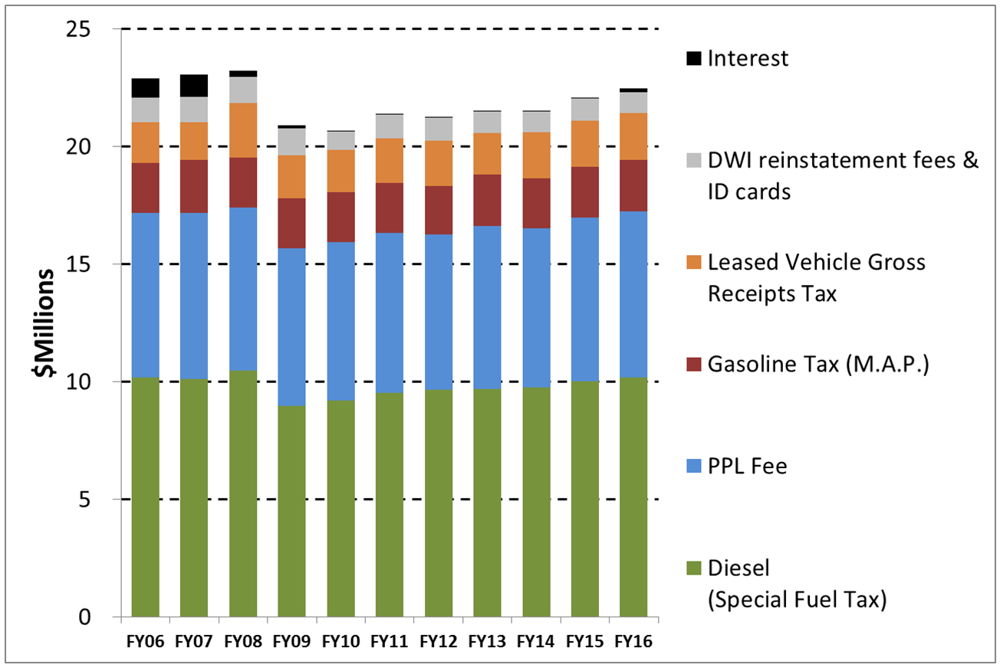 25
20
15
10
5
0
$Millions
FY06 FY07 FY08 FY09 FY10 FY11 FY12 FY13 FY14 FY15 FY16
Interest
DWI reinstatement fees &
ID cards
Leased Vehicle Gross
Receipts Tax
Gasoline Tax (M.A.P.)
PPL Fee
Diesel
(Special Fuel Tax)